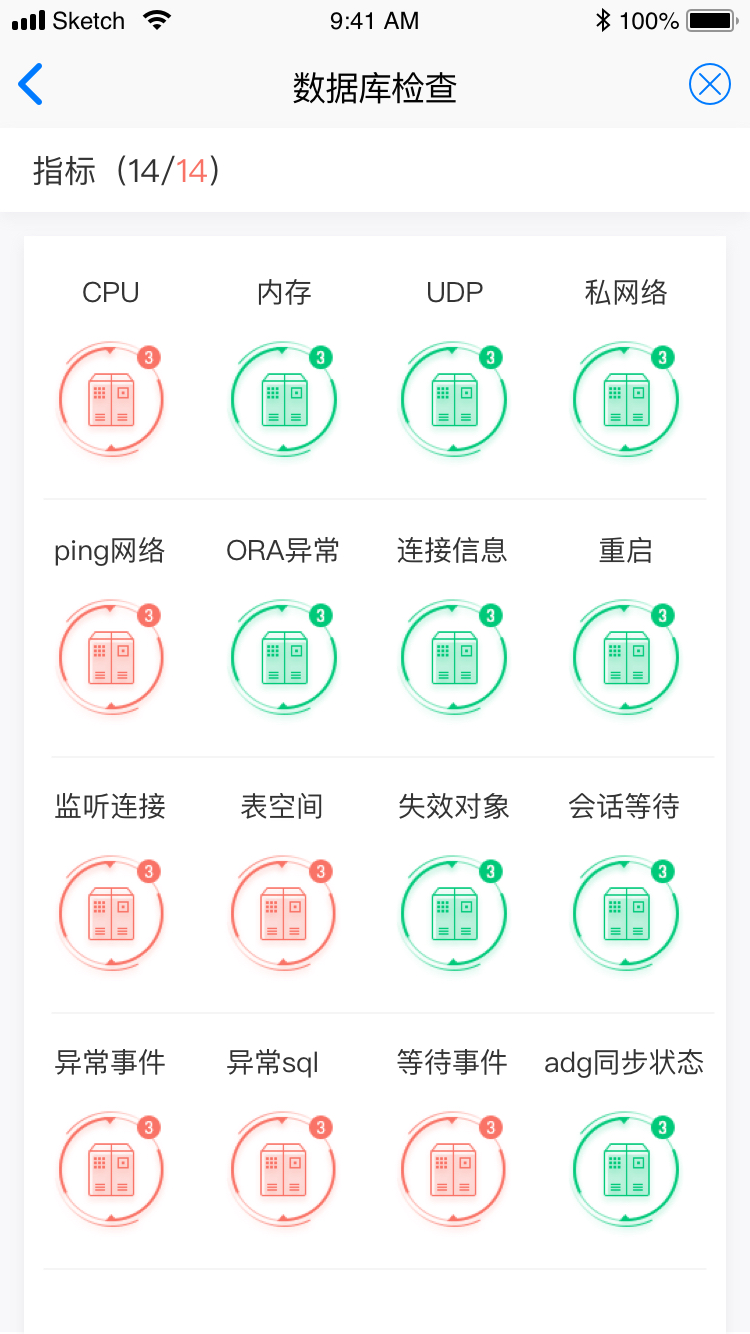 Sketch 9:41 AM 100%
数据库检查
指标（14/14）
CPU 内存 UDP 私网络
3 3 3 3
ping网络 ORA异常 连接信息 重启
3 3 3 3
监听连接 表空间 失效对象 会话等待
3 3 3 3
异常事件 异常sql 等待事件 adg同步状态
3 3 3 3